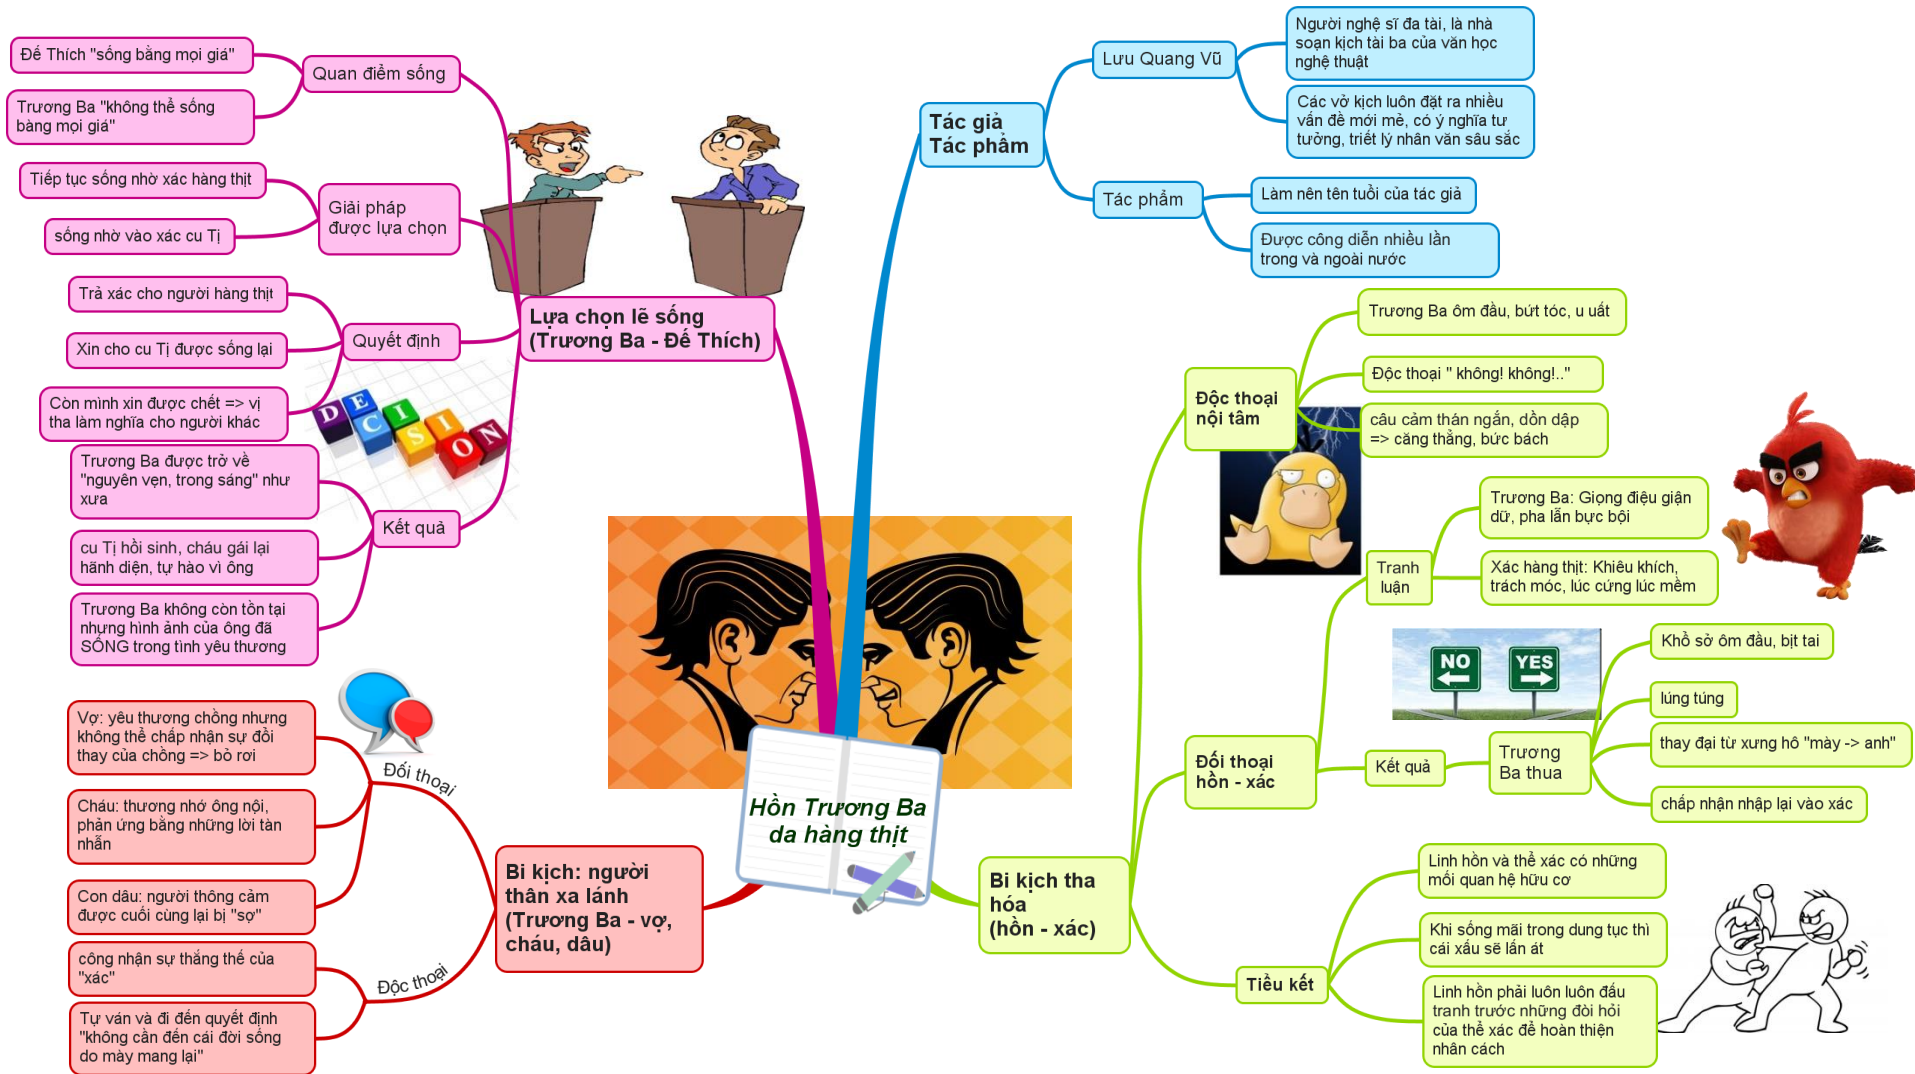 Hồn Trương Ba
da hàng thịt
Tác giả
Tác phẩm
Lưu Quang Vũ
Người nghệ sĩ đa tài, là nhà
soạn kịch tài ba của văn học
nghệ thuật
Các vở kịch luôn đặt ra nhiều
vấn đề mới mẻ, có ý nghĩa tư
tưởng, triết lý nhân văn sâu sắc
Tác phẩm
Làm nên tên tuổi của tác giả
Được công diễn nhiều lần
trong và ngoài nước
Bi kịch tha
hóa
(hồn - xác)
Độc thoại
nội tâm
Trương Ba ôm đầu, bứt tóc, u uất
Độc thoại " không! không!.."
câu cảm thán ngắn, dồn dập
=> căng thẳng, bức bách
Đối thoại
hồn - xác
Tranh
luận
Trương Ba: Giọng điệu giận
dữ, pha lẫn bực bội
Xác hàng thịt: Khiêu khích,
trách móc, lúc cứng lúc mềm
NO
YES
Kết quả
Trương
Ba thua
Khổ sở ôm đầu, bịt tai
lúng túng
thay đại từ xưng hô "mày -> anh"
chấp nhận nhập lại vào xác
Tiểu kết
Linh hồn và thể xác có những
mối quan hệ hữu cơ
Khi sống mãi trong dung tục thì
cái xấu sẽ lấn át
Linh hồn phải luôn luôn đấu
tranh trước những đòi hỏi
của thể xác để hoàn thiện
nhân cách
Bi kịch: người
thân xa lánh
(Trương Ba - vợ,
cháu, dâu)
Đối thoại
Vợ: yêu thương chồng nhưng
không thể chấp nhận sự đổi
thay của chồng => bỏ rơi
Cháu: thương nhớ ông nội,
phản ứng bằng những lời tàn
nhẫn
Con dâu: người thông cảm
được cuối cùng lại bị "sợ"
Độc thoại
công nhận sự thắng thế của
"xác"
Tự ván và đi đến quyết định
"không cần đến cái đời sống
do mày mang lại"
Lựa chọn lẽ sống
(Trương Ba - Đế Thích)
Quan điểm sống
Đế Thích "sống bằng mọi giá"
Trương Ba "không thể sống
bàng mọi giá"
Giải pháp
được lựa chọn
Tiếp tục sống nhờ xác hàng thịt
sống nhờ vào xác cu Tị
Quyết định
Trả xác cho người hàng thịt
Xin cho cu Tị được sống lại
Còn mình xin được chết => vị
tha làm nghĩa cho người khác
DECISION
Kết quả
Trương Ba được trở về
"nguyên vẹn, trong sáng" như
xưa
cu Tị hồi sinh, cháu gái lại
hãnh diện, tự hào vì ông
Trương Ba không còn tồn tại
nhưng hình ảnh của ông đã
SỐNG trong tình yêu thương